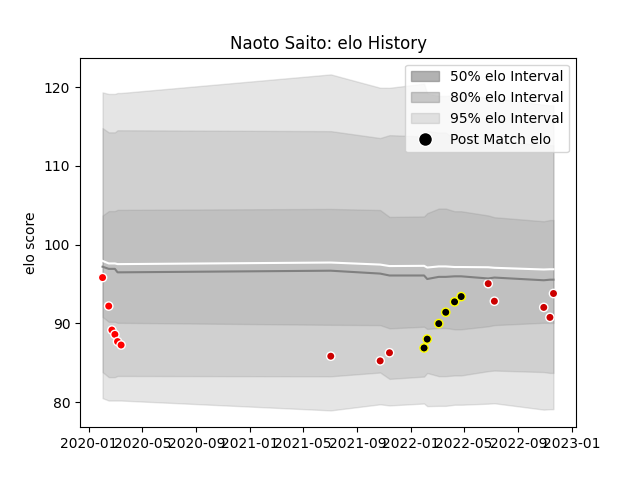 Naoto Saito: elo History
50% elo Interval
80% elo Interval
95% elo Interval
Post Match elo
elo score
120
110
100
90
80
2020-01 2020-05 2020-09 2021-01 2021-05 2021-09 2022-01 2022-05 2022-09 2023-01